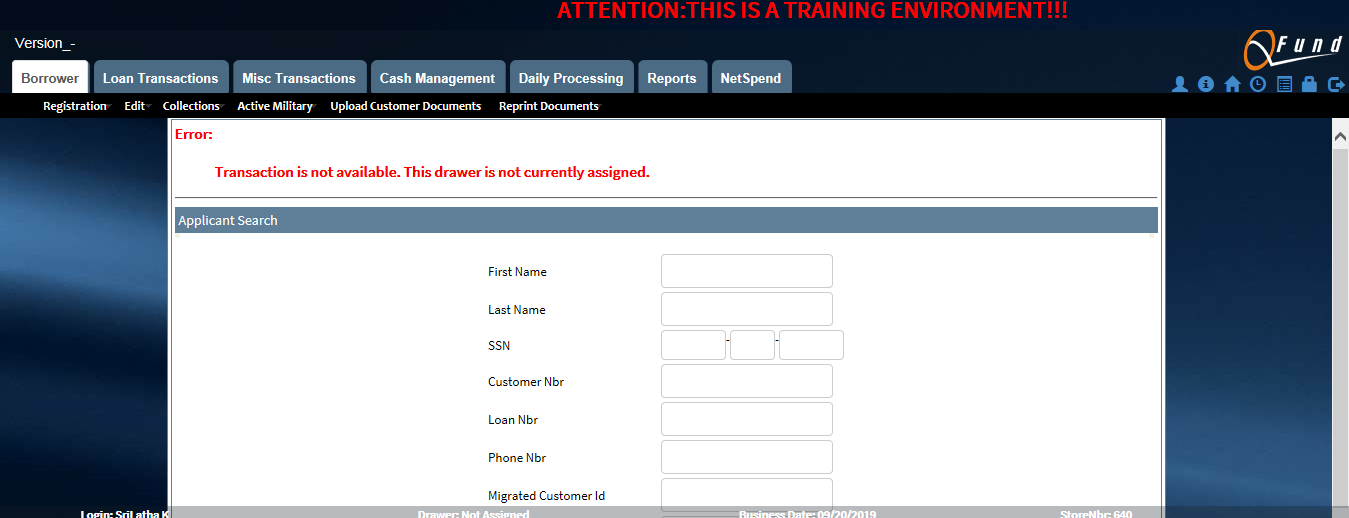 ATTENTION:THIS IS A TRAINING ENVIRONMENT!!!
Version_-
QFund
Borrower Loan Transactions Misc Transactions Cash Management Daily Processing Reports NetSpend
Registration Edit Collections Active Military Upload Customer Documents Reprint Documents
Error:
Transaction is not available. This drawer is not currently assigned.
Applicant Search
First Name
Last Name
SSN - -
Customer Nbr
Loan Nbr
Phone Nbr
Migrated Customer Id
Login: SriLatha K Drawer: Not Assigned Business Date: 09/20/2019 StoreNbr: 640